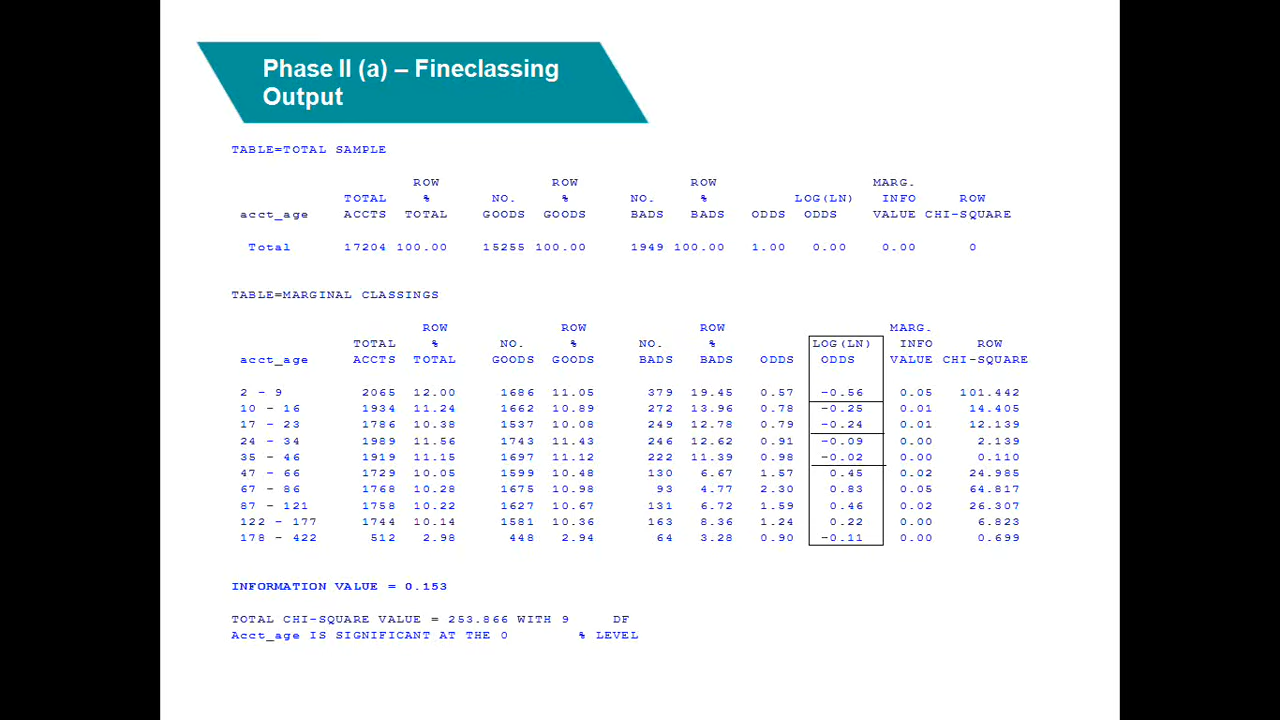 Phase II (a) – Fineclassing
Output
TABLE=TOTAL SAMPLE
ROW ROW ROW MARG.
TOTAL % NO. % NO. % LOG(LN) INFO ROW
acct_age ACCTS TOTAL GOODS GOODS BADS BADS ODDS ODDS VALUE CHI-SQUARE
Total 17204 100.00 15255 100.00 1949 100.00 1.00 0.00 0.00 0
TABLE=MARGINAL CLASSINGS
ROW ROW ROW MARG.
TOTAL % NO. % NO. % LOG(LN) INFO ROW
acct_age ACCTS TOTAL GOODS GOODS BADS BADS ODDS ODDS VALUE CHI-SQUARE
2 - 9 2065 12.00 1686 11.05 379 19.45 0.57 -0.56 0.05 101.442
10 - 16 1934 11.24 1662 10.89 272 13.96 0.78 -0.25 0.01 14.405
17 - 23 1786 10.38 1537 10.08 249 12.78 0.79 -0.24 0.01 12.139
24 - 34 1989 11.56 1743 11.43 246 12.62 0.91 -0.09 0.00 2.139
35 - 46 1919 11.15 1697 11.12 222 11.39 0.98 -0.02 0.00 0.110
47 - 66 1729 10.05 1599 10.48 130 6.67 1.57 0.45 0.02 24.985
67 - 86 1768 10.28 1675 10.98 93 4.77 2.30 0.83 0.05 64.817
87 - 121 1758 10.22 1627 10.67 131 6.72 1.59 0.46 0.02 26.307
122 - 177 1744 10.14 1581 10.36 163 8.36 1.24 0.22 0.00 6.823
178 - 422 512 2.98 448 2.94 64 3.28 0.90 -0.11 0.00 0.699
INFORMATION VALUE = 0.153
TOTAL CHI-SQUARE VALUE = 253.866 WITH 9 DF
Acct_age IS SIGNIFICANT AT THE 0 % LEVEL